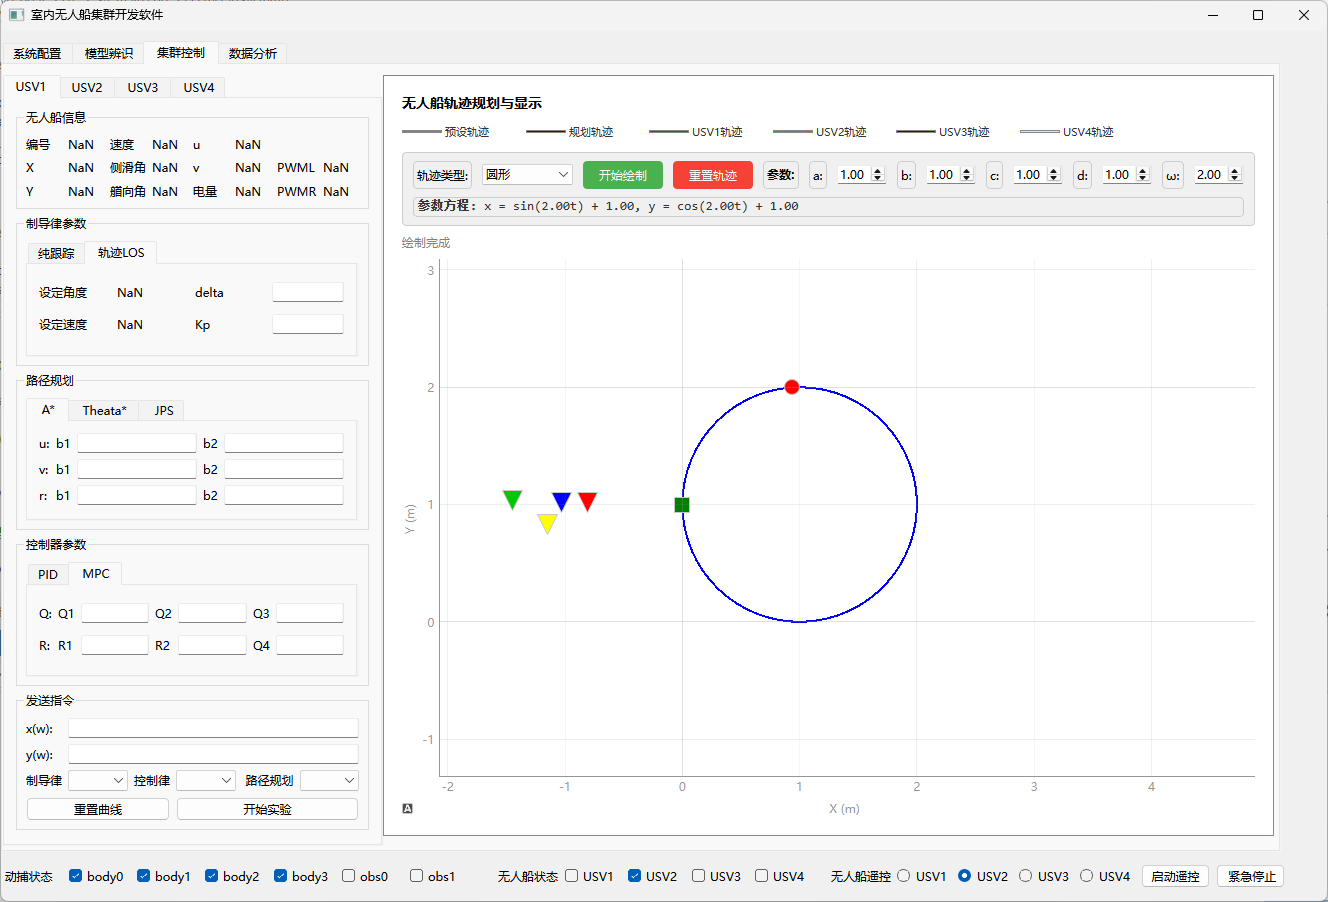 室内无人船集群开发软件
系统配置 模型辨识 集群控制 数据分析
USV1 USV2 USV3 USV4
无人船信息
编号 NaN 速度 NaN u NaN
X NaN 侧滑角 NaN v NaN PWML NaN
Y NaN 艏向角 NaN 电量 NaN PWMR NaN
制导律参数
纯跟踪 轨迹LOS
设定角度 NaN delta
设定速度 NaN Kp
路径规划
A* Theata* JPS
u: b1 b2
v: b1 b2
r: b1 b2
控制器参数
PID MPC
Q: Q1 Q2 Q3
R: R1 R2 Q4
发送指令
x(w):
y(w):
制导律 控制律 路径规划
重置曲线 开始实验
无人船轨迹规划与显示
预设轨迹 规划轨迹 USV1轨迹 USV2轨迹 USV3轨迹 USV4轨迹
轨迹类型: 圆形 开始绘制 重置轨迹 参数: a: 1.00 b: 1.00 c: 1.00 d: 1.00 ω: 2.00
参数方程: x = sin(2.00t) + 1.00, y = cos(2.00t) + 1.00
绘制完成
3
2
1
0
-1
Y (m)
-2 -1 0 1 2 3 4
X (m)
A
动捕状态 body0 body1 body2 body3 obs0 obs1 无人船状态 USV1 USV2 USV3 USV4 无人船遥控 USV1 USV2 USV3 USV4 启动遥控 紧急停止